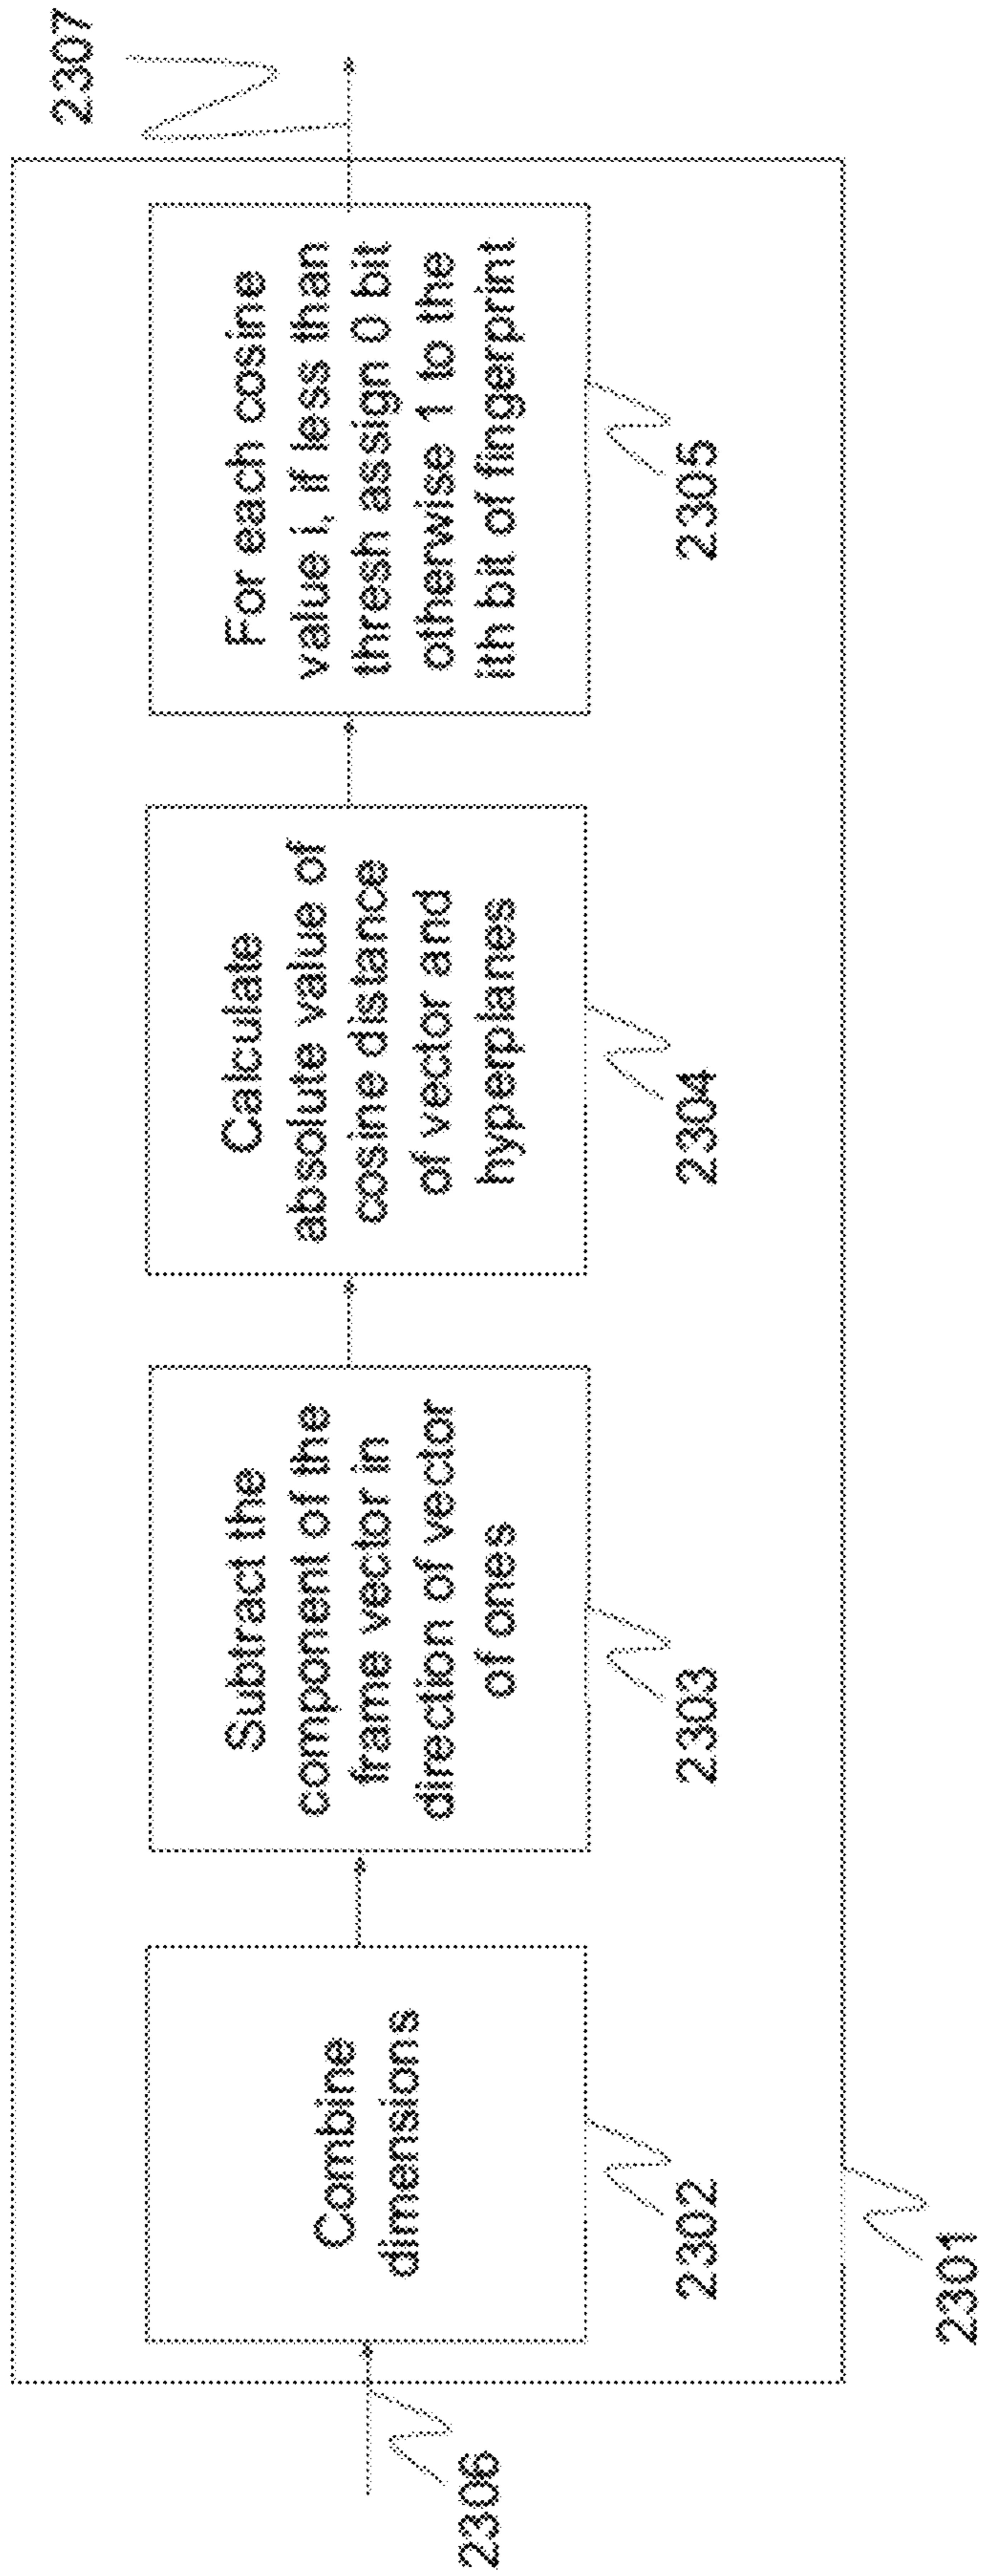 2306
Combine
dimensions
2302
Subtract the
component of the
frame vector in
direction of vector
of ones
2303
Calculate
absolute value of
cosine distance
of vector and
hyperplanes
2304
For each cosine
value i, if less than
thresh assign 0 bit
otherwise 1 to the
ith bit of fingerprint
2305
2307
2301